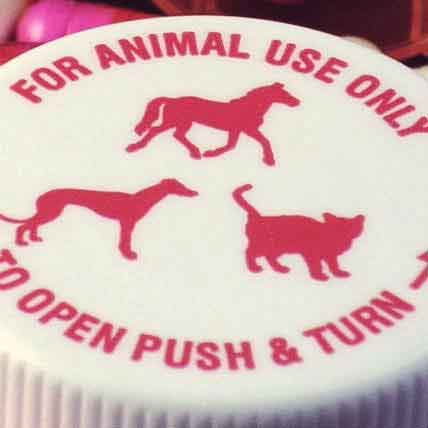 FOR ANIMAL USE ONLY
TO OPEN PUSH & TURN